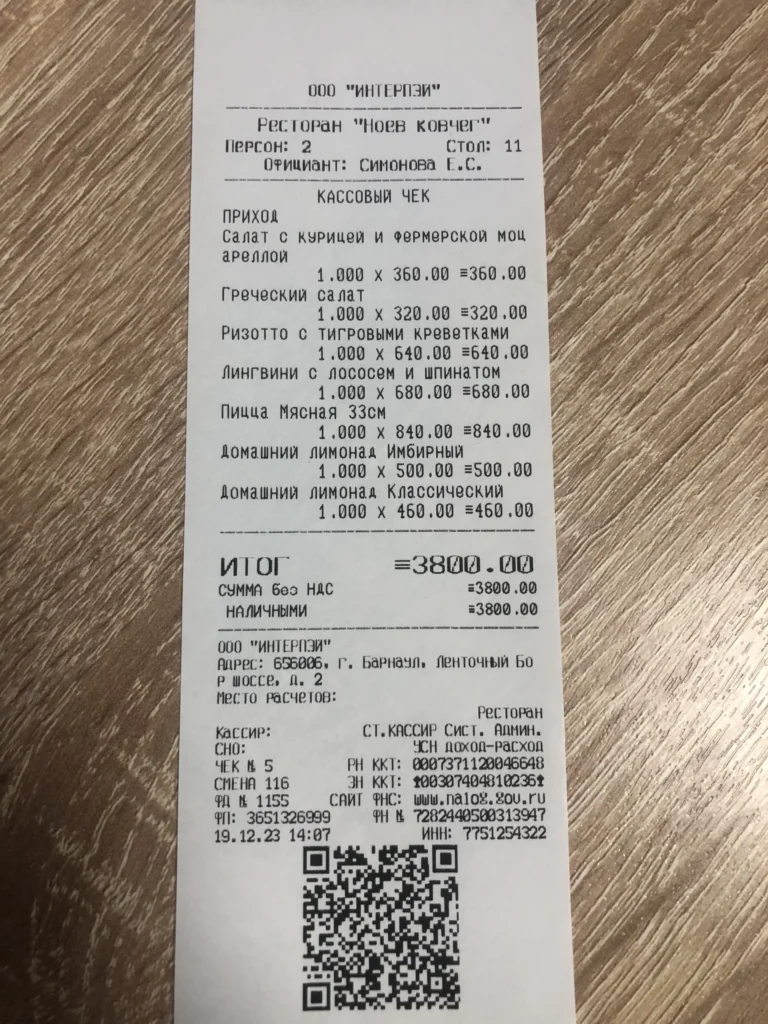 ООО "ИНТЕРПЭЙ"
Ресторан "Ноев ковчег"
Персон: 2 Стол: 11
Официант: Симонова Е.С.
КАССОВЫЙ ЧЕК
ПРИХОД
Салат с курицей и фермерской моц
ареллой
1.000 x 360.00 ≡360.00
Греческий салат
1.000 x 320.00 ≡320.00
Ризотто с тигровыми креветками
1.000 x 640.00 ≡640.00
Лингвини с лососем и шпинатом
1.000 x 680.00 ≡680.00
Пицца Мясная 33см
1.000 x 840.00 ≡840.00
Домашний лимонад Имбирный
1.000 x 500.00 ≡500.00
Домашний лимонад Классический
1.000 x 460.00 ≡460.00
ИТОГ ≡3800.00
СУММА без НДС ≡3800.00
НАЛИЧНЫМИ ≡3800.00
ООО "ИНТЕРПЭЙ"
Адрес: 656006, г. Барнаул, Ленточный Бо
р шоссе, д. 2
Место расчетов:
Ресторан
Кассир: СТ.КАССИР Сист. Админ.
СНО: УСН доход-расход
ЧЕК № 5 РН ККТ: 0007371120046648
СМЕНА 116 ЗН ККТ: *00307404810236*
ФД № 1155 САЙТ ФНС: www.nalog.gov.ru
ФП: 3651326999 ФН № 7282440500313947
19.12.23 14:07 ИНН: 7751254322